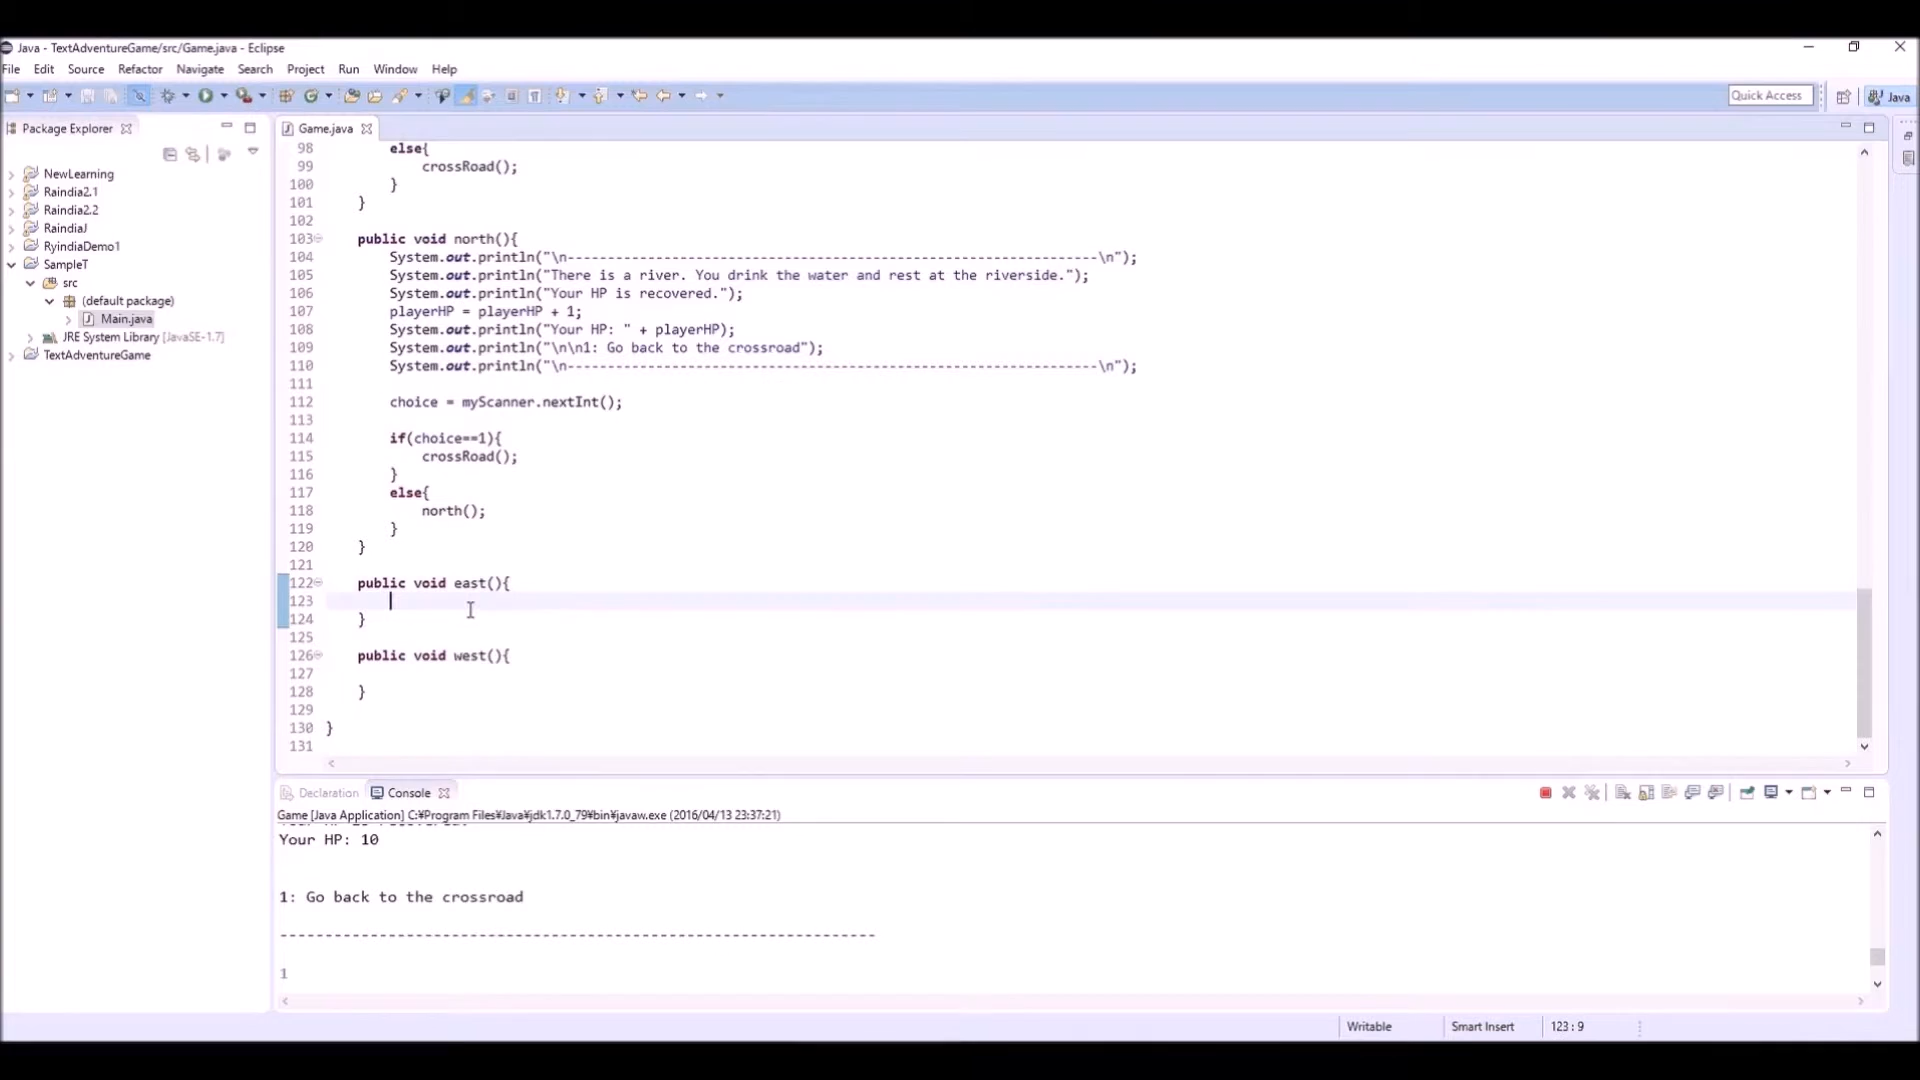 Java - TextAdventureGame/src/Game.java - Eclipse
File Edit Source Refactor Navigate Search Project Run Window Help
Quick Access
Java
Package Explorer
NewLearning
Raindia2.1
Raindia2.2
RaindiaJ
RyindiaDemo1
SampleT
src
(default package)
Main.java
JRE System Library [JavaSE-1.7]
TextAdventureGame
Game.java
98 else{
99 crossRoad();
100 }
101 }
102
103 public void north(){
104 System.out.println("\n------------------------------------------------------------------\n");
105 System.out.println("There is a river. You drink the water and rest at the riverside.");
106 System.out.println("Your HP is recovered.");
107 playerHP = playerHP + 1;
108 System.out.println("Your HP: " + playerHP);
109 System.out.println("\n\n1: Go back to the crossroad");
110 System.out.println("\n------------------------------------------------------------------\n");
111
112 choice = myScanner.nextInt();
113
114 if(choice==1){
115 crossRoad();
116 }
117 else{
118 north();
119 }
120 }
121
122 public void east(){
123
124 }
125
126 public void west(){
127
128 }
129
130 }
131
Declaration Console
Game [Java Application] C:¥Program Files¥Java¥jdk1.7.0_79¥bin¥javaw.exe (2016/04/13 23:37:21)
Your HP: 10
1: Go back to the crossroad
------------------------------------------------------------------
1
Writable Smart Insert 123 : 9